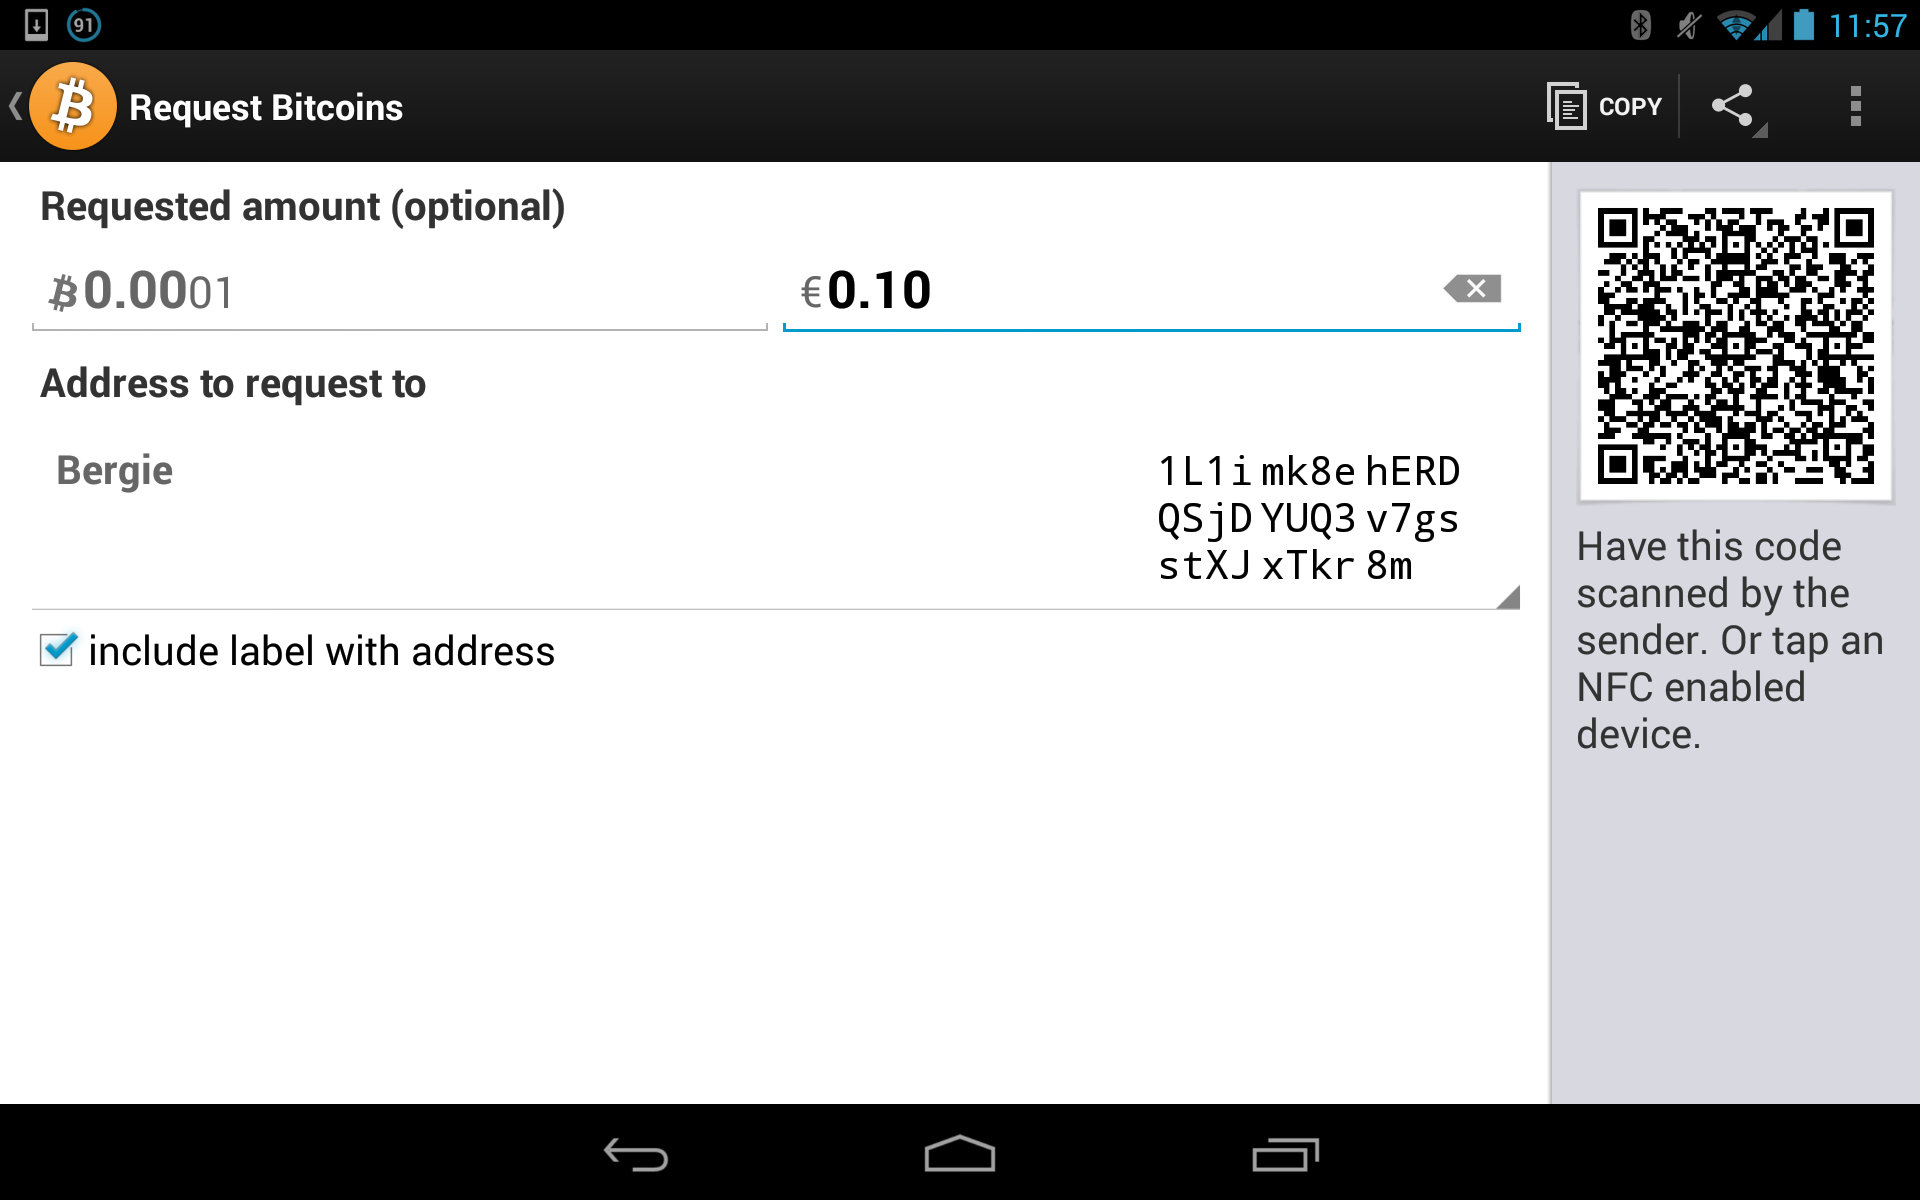 91
11:57
Request Bitcoins
COPY
Requested amount (optional)
₿0.0001
€0.10
Address to request to
Bergie
1L1i mk8e hERD
QSjD YUQ3 v7gs
stXJ xTkr 8m
include label with address
Have this code
scanned by the
sender. Or tap an
NFC enabled
device.